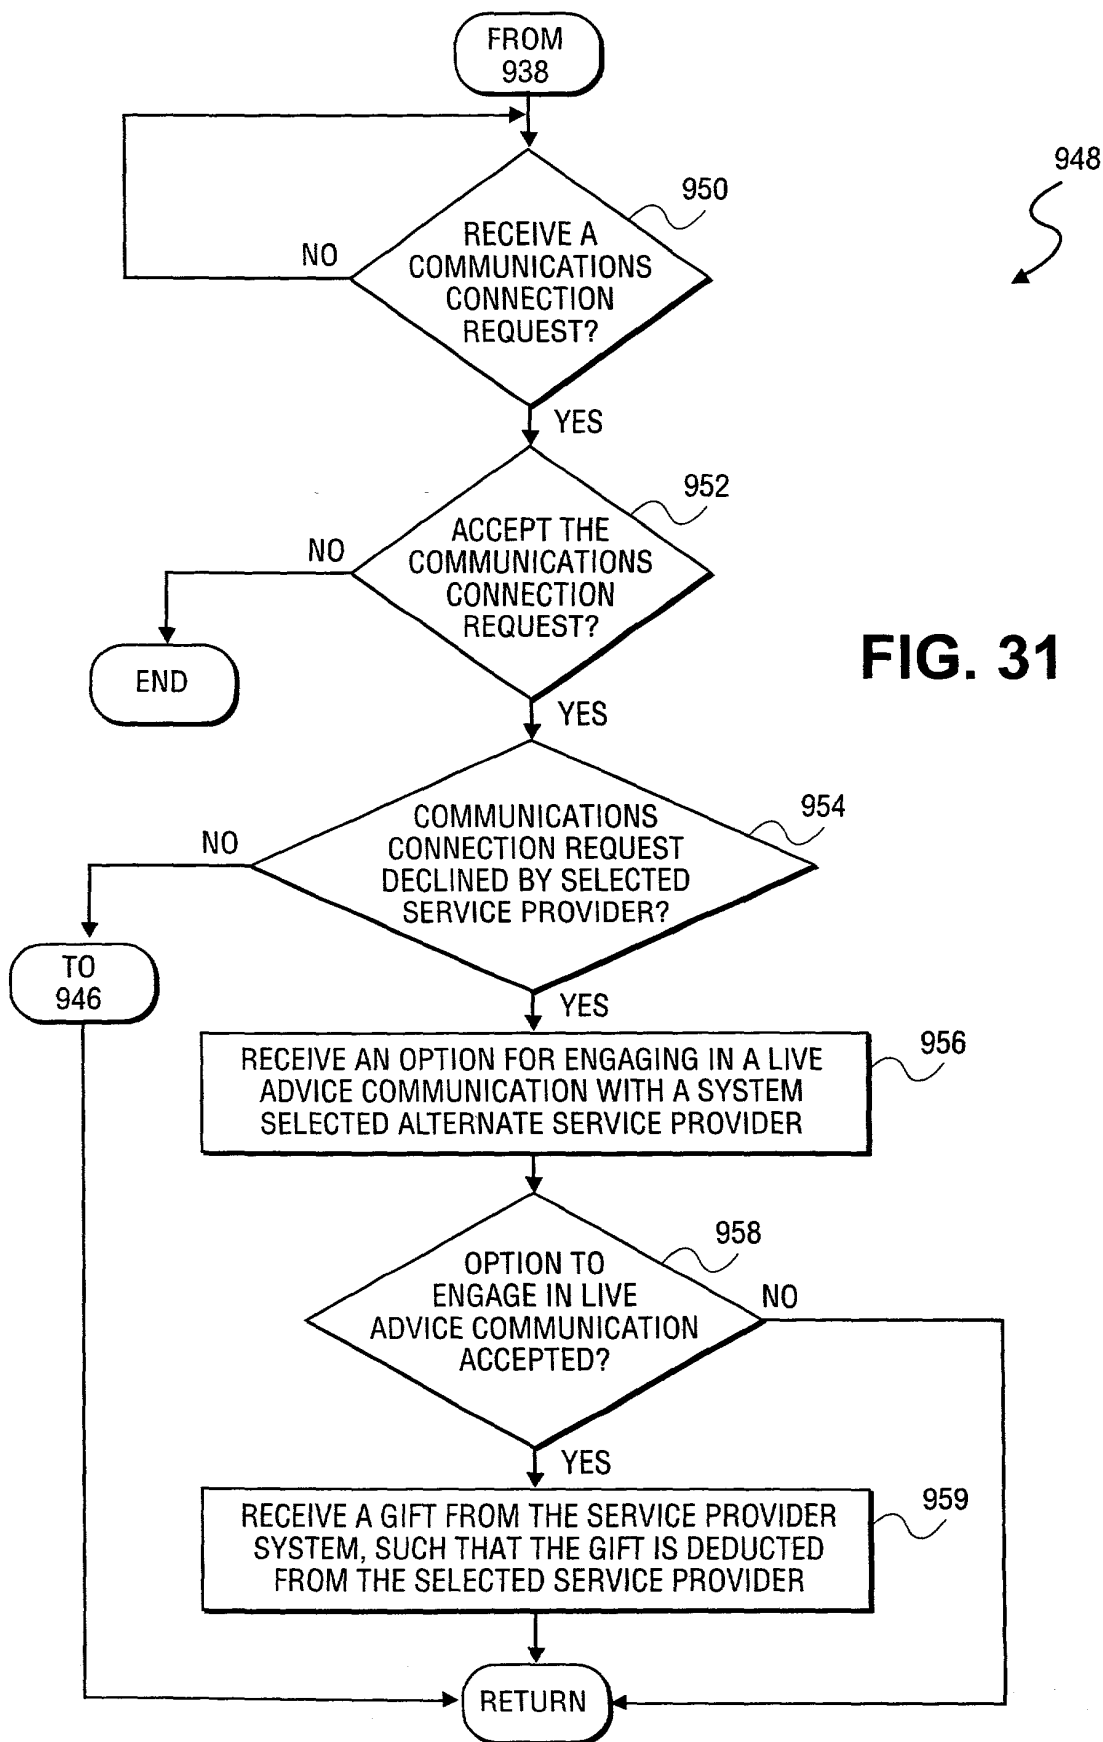 FROM
938
948
950
RECEIVE A
COMMUNICATIONS
CONNECTION
REQUEST?
NO
YES
952
ACCEPT THE
COMMUNICATIONS
CONNECTION
REQUEST?
NO
END
FIG. 31
YES
954
COMMUNICATIONS
CONNECTION REQUEST
DECLINED BY SELECTED
SERVICE PROVIDER?
NO
TO
946
YES
956
RECEIVE AN OPTION FOR ENGAGING IN A LIVE
ADVICE COMMUNICATION WITH A SYSTEM
SELECTED ALTERNATE SERVICE PROVIDER
958
OPTION TO
ENGAGE IN LIVE
ADVICE COMMUNICATION
ACCEPTED?
NO
YES
959
RECEIVE A GIFT FROM THE SERVICE PROVIDER
SYSTEM, SUCH THAT THE GIFT IS DEDUCTED
FROM THE SELECTED SERVICE PROVIDER
RETURN